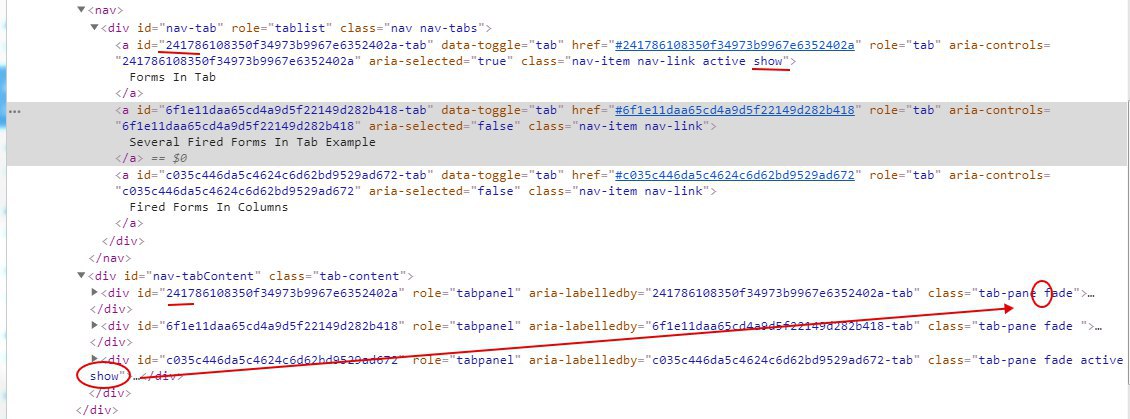 ▼<nav>
▼<div id="nav-tab" role="tablist" class="nav nav-tabs">
<a id="241786108350f34973b9967e6352402a-tab" data-toggle="tab" href="#241786108350f34973b9967e6352402a" role="tab" aria-controls=
"241786108350f34973b9967e6352402a" aria-selected="true" class="nav-item nav-link active show">
Forms In Tab
</a>
... <a id="6f1e11daa65cd4a9d5f22149d282b418-tab" data-toggle="tab" href="#6f1e11daa65cd4a9d5f22149d282b418" role="tab" aria-controls=
"6f1e11daa65cd4a9d5f22149d282b418" aria-selected="false" class="nav-item nav-link">
Several Fired Forms In Tab Example
</a> == $0
<a id="c035c446da5c4624c6d62bd9529ad672-tab" data-toggle="tab" href="#c035c446da5c4624c6d62bd9529ad672" role="tab" aria-controls=
"c035c446da5c4624c6d62bd9529ad672" aria-selected="false" class="nav-item nav-link">
Fired Forms In Columns
</a>
</div>
</nav>
▼<div id="nav-tabContent" class="tab-content">
▶<div id="241786108350f34973b9967e6352402a" role="tabpanel" aria-labelledby="241786108350f34973b9967e6352402a-tab" class="tab-pane fade">…
</div>
▶<div id="6f1e11daa65cd4a9d5f22149d282b418" role="tabpanel" aria-labelledby="6f1e11daa65cd4a9d5f22149d282b418-tab" class="tab-pane fade ">…
</div>
▶<div id="c035c446da5c4624c6d62bd9529ad672" role="tabpanel" aria-labelledby="c035c446da5c4624c6d62bd9529ad672-tab" class="tab-pane fade active
show">…</div>
</div>
</div>